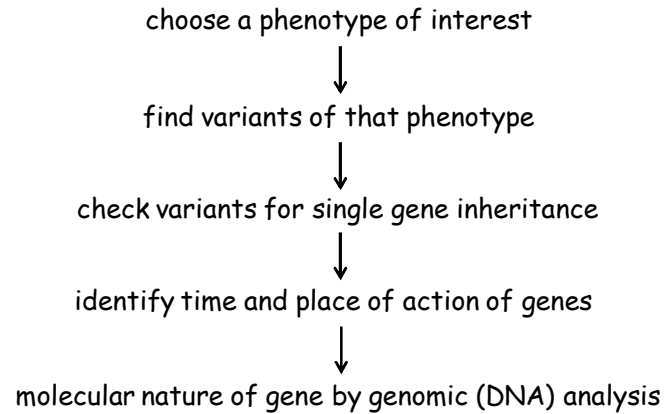 choose a phenotype of interest
find variants of that phenotype
check variants for single gene inheritance
identify time and place of action of genes
molecular nature of gene by genomic (DNA) analysis